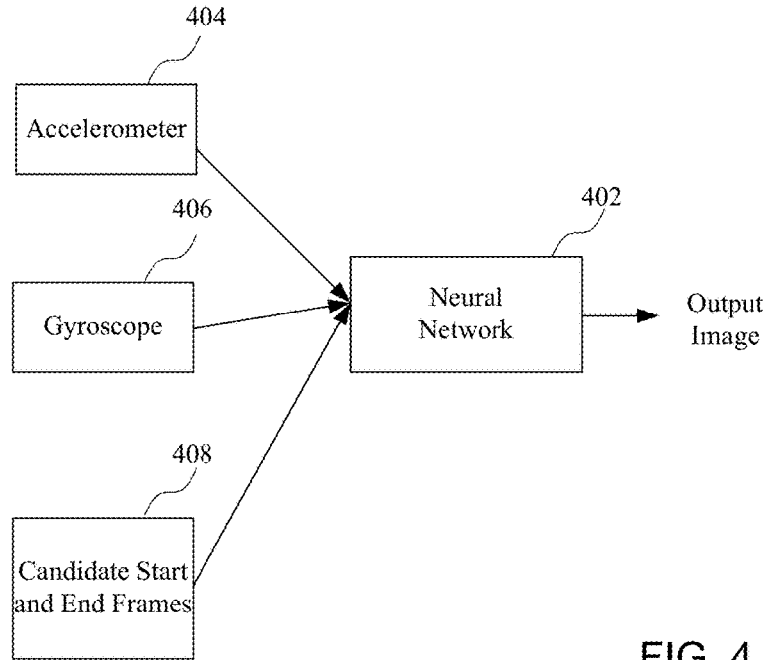 404
Accelerometer
406
Gyroscope
402
Neural
Network
Output
Image
408
Candidate Start
and End Frames
FIG. 4